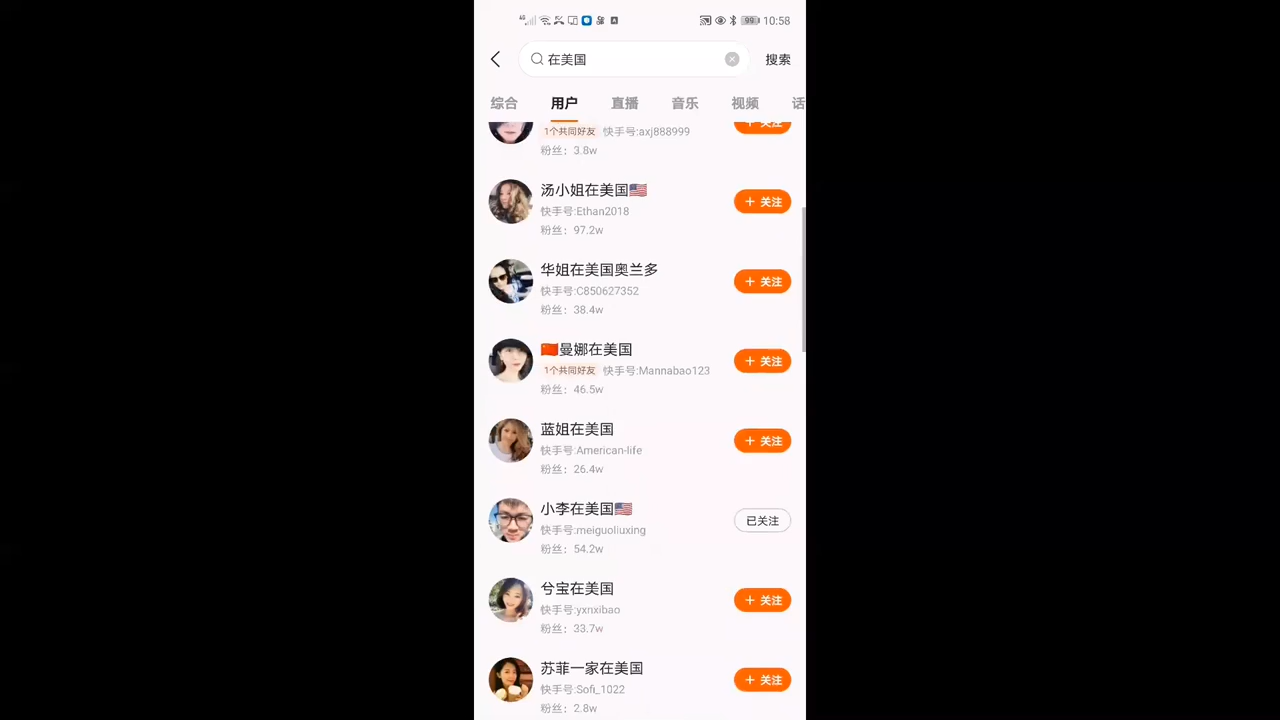 4G 99 10:58
在美国 搜索
综合 用户 直播 音乐 视频 话
1个共同好友 快手号:axj888999
+ 关注
粉丝：3.8w
汤小姐在美国🇺🇸
快手号:Ethan2018
+ 关注
粉丝：97.2w
华姐在美国奥兰多
快手号:C850627352
+ 关注
粉丝：38.4w
🇨🇳曼娜在美国
1个共同好友 快手号:Mannabao123
+ 关注
粉丝：46.5w
蓝姐在美国
快手号:American-life
+ 关注
粉丝：26.4w
小李在美国🇺🇸
快手号:meiguoliuxing
已关注
粉丝：54.2w
兮宝在美国
快手号:yxnxibao
+ 关注
粉丝：33.7w
苏菲一家在美国
快手号:Sofi_1022
+ 关注
粉丝：2.8w